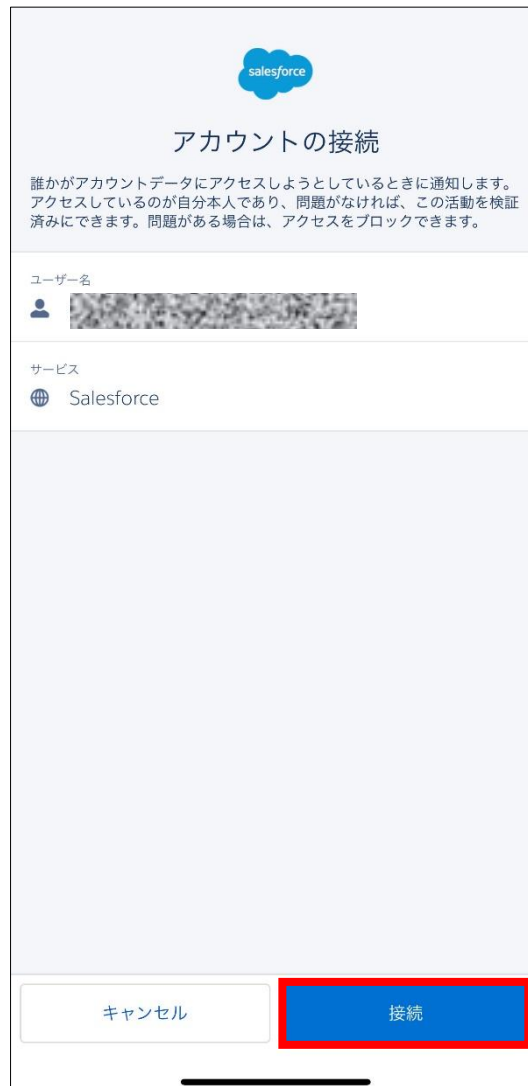 salesforce
アカウントの接続
誰かがアカウントデータにアクセスしようとしているときに通知します。
アクセスしているのが自分本人であり、問題がなければ、この活動を検証
済みにできます。問題がある場合は、アクセスをブロックできます。
ユーザー名
サービス
Salesforce
キャンセル
接続